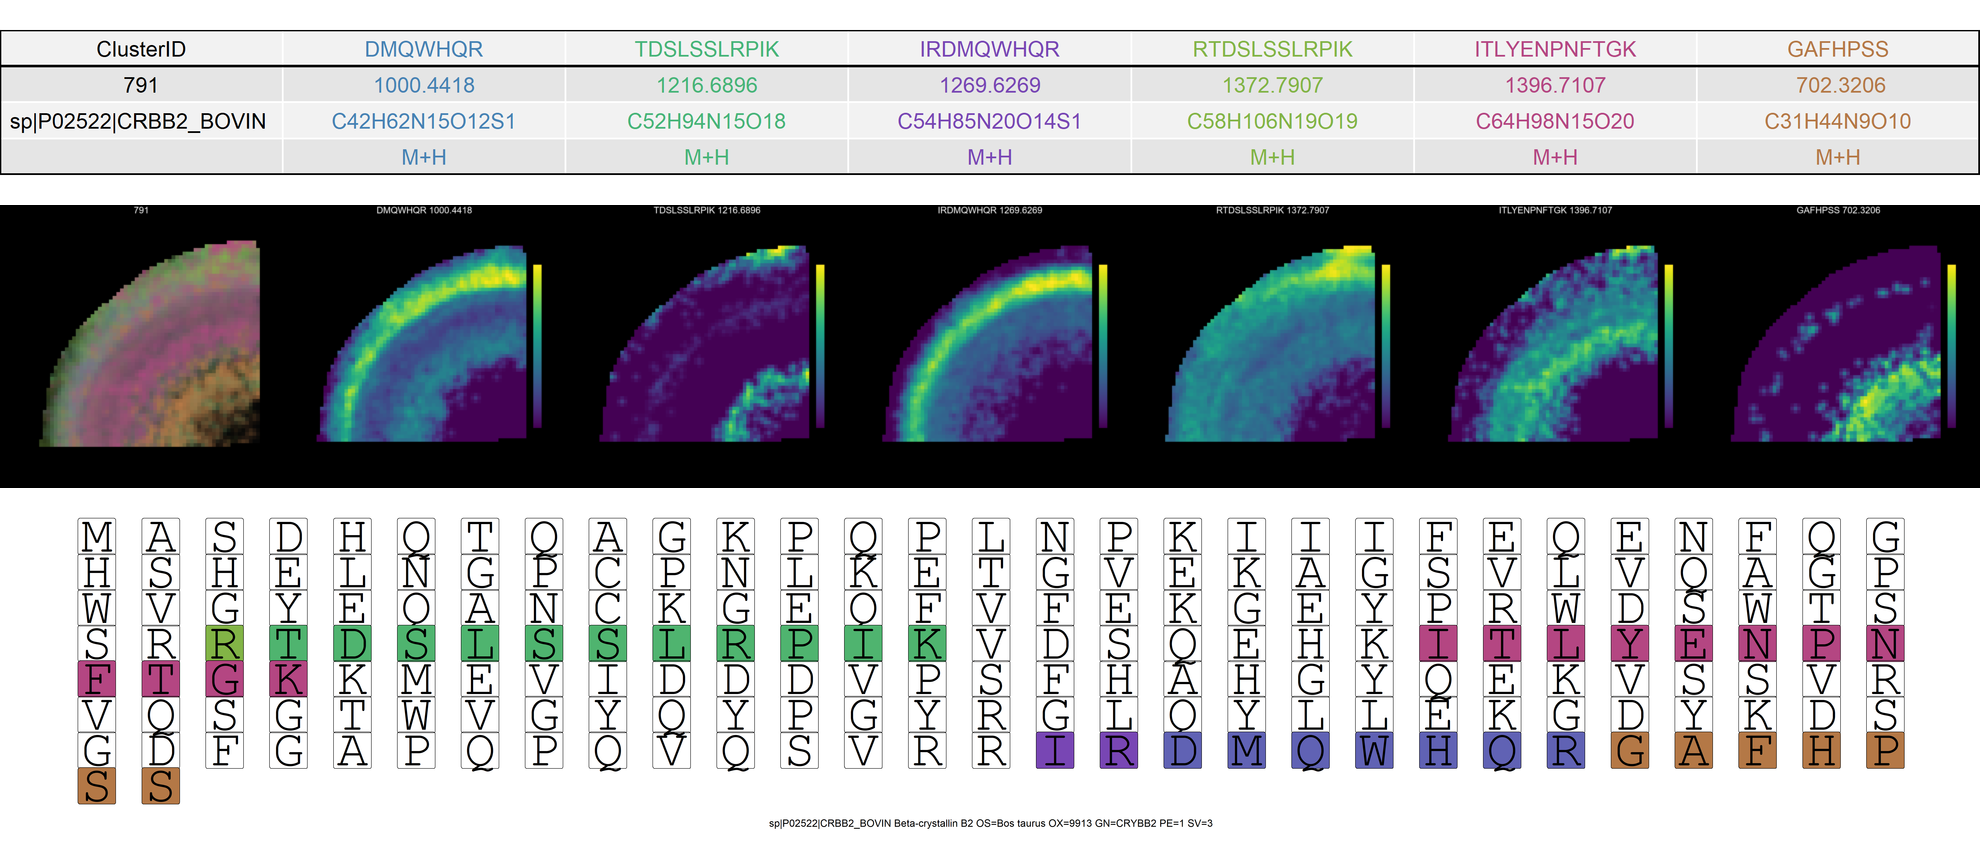 ClusterID DMQWHQR TDSLSSLRPIK IRDMQWHQR RTDSLSSLRPIK ITLYENPNFTGK GAFHPSS
791 1000.4418 1216.6896 1269.6269 1372.7907 1396.7107 702.3206
sp|P02522|CRBB2_BOVIN C42H62N15O12S1 C52H94N15O18 C54H85N20O14S1 C58H106N19O19 C64H98N15O20 C31H44N9O10
M+H M+H M+H M+H M+H M+H
791 DMQWHQR 1000.4418 TDSLSSLRPIK 1216.6896 IRDMQWHQR 1269.6269 RTDSLSSLRPIK 1372.7907 ITLYENPNFTGK 1396.7107 GAFHPSS 702.3206
M A S D H Q T Q A G K P Q P L N P K I I I F E Q E N F Q G
H S H E L N G P C P N L K E T G V E K A G S V L V Q A G P
W V G Y E Q A N C K G E Q F V F E K G E Y P R W D S W T S
S R R T D S L S S L R P I K V D S Q E H K I T L Y E N P N
F T G K K M E V I D D D V P S F H A H G Y Q E K V S S V R
V Q S G T W V G Y Q Y P G Y R G L Q Y L L E K G D Y K D S
G D F G A P Q P Q V Q S V R R I R D M Q W H Q R G A F H P
S S
sp|P02522|CRBB2_BOVIN Beta-crystallin B2 OS=Bos taurus OX=9913 GN=CRYBB2 PE=1 SV=3